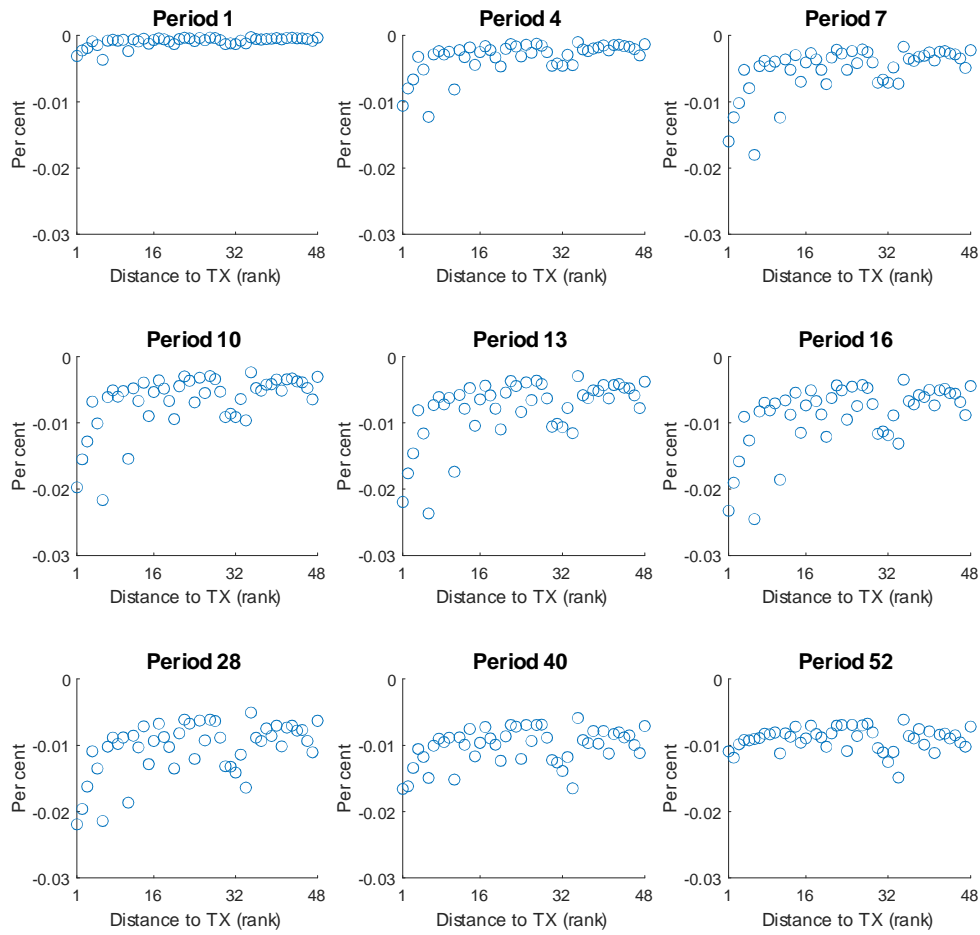 Period 1
Period 4
Period 7
0
-0.01
-0.02
-0.03
Per cent
1
16
32
48
Distance to TX (rank)
0
-0.01
-0.02
-0.03
Per cent
1
16
32
48
Distance to TX (rank)
0
-0.01
-0.02
-0.03
Per cent
1
16
32
48
Distance to TX (rank)
Period 10
Period 13
Period 16
0
-0.01
-0.02
-0.03
Per cent
1
16
32
48
Distance to TX (rank)
0
-0.01
-0.02
-0.03
Per cent
1
16
32
48
Distance to TX (rank)
0
-0.01
-0.02
-0.03
Per cent
1
16
32
48
Distance to TX (rank)
Period 28
Period 40
Period 52
0
-0.01
-0.02
-0.03
Per cent
1
16
32
48
Distance to TX (rank)
0
-0.01
-0.02
-0.03
Per cent
1
16
32
48
Distance to TX (rank)
0
-0.01
-0.02
-0.03
Per cent
1
16
32
48
Distance to TX (rank)